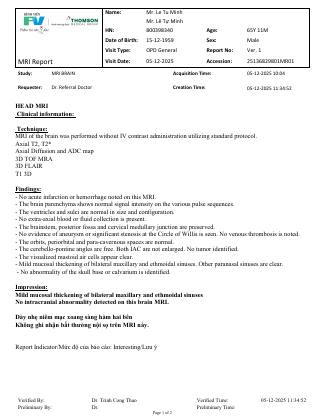 BỆNH VIỆN
FV
THOMSON
MEDICAL GROUP
MRI Report
Name: Mr. Le Tu Minh
Mr. Lê Tư Minh
HN: 800398340 Age: 65Y 11M
Date of Birth: 15-12-1959 Sex: Male
Visit Type: OPD General Report No: Ver. 1
Visit Date: 05-12-2025 Accession: 25136829801MR01
Study: MRI BRAIN Acquisition Time: 05-12-2025 10:04
Requester: Dr. Referral Doctor Creation Time: 05-12-2025 11:34:52
HEAD MRI
Clinical information:
Technique:
MRI of the brain was performed without IV contrast administration utilizing standard protocol.
Axial T2, T2*
Axial Diffusion and ADC map
3D TOF MRA
3D FLAIR
T1 3D
Findings:
- No acute infarction or hemorrhage noted on this MRI.
- The brain parenchyma shows normal signal intensity on the various pulse sequences.
- The ventricles and sulci are normal in size and configuration.
- No extra-axial blood or fluid collection is present.
- The brainstem, posterior fossa and cervical medullary junction are preserved.
- No evidence of aneurysm or significant stenosis at the Circle of Willis is seen. No venous thrombosis is noted.
- The orbits, periorbital and para-cavernous spaces are normal.
- The cerebello-pontine angles are free. Both IAC are not enlarged. No tumor identified.
- The visualized mastoid air cells appear clear.
- Mild mucosal thickening of bilateral maxillary and ethmoidal sinuses. Other paranasal sinuses are clear.
- No abnormality of the skull base or calvarium is identified.
Impression:
Mild mucosal thickening of bilateral maxillary and ethmoidal sinuses
No intracranial abnormality detected on this brain MRI.
Dày nhẹ niêm mạc xoang sàng hàm hai bên
Không ghi nhận bất thường nội sọ trên MRI này.
Report Indicator/Mức độ của báo cáo: Interesting/Lưu ý
Verified By: Dr. Trinh Cong Thao Verified Time: 05-12-2025 11:34:52
Preliminary By: Dr. Preliminary Time:
Page 1 of 2